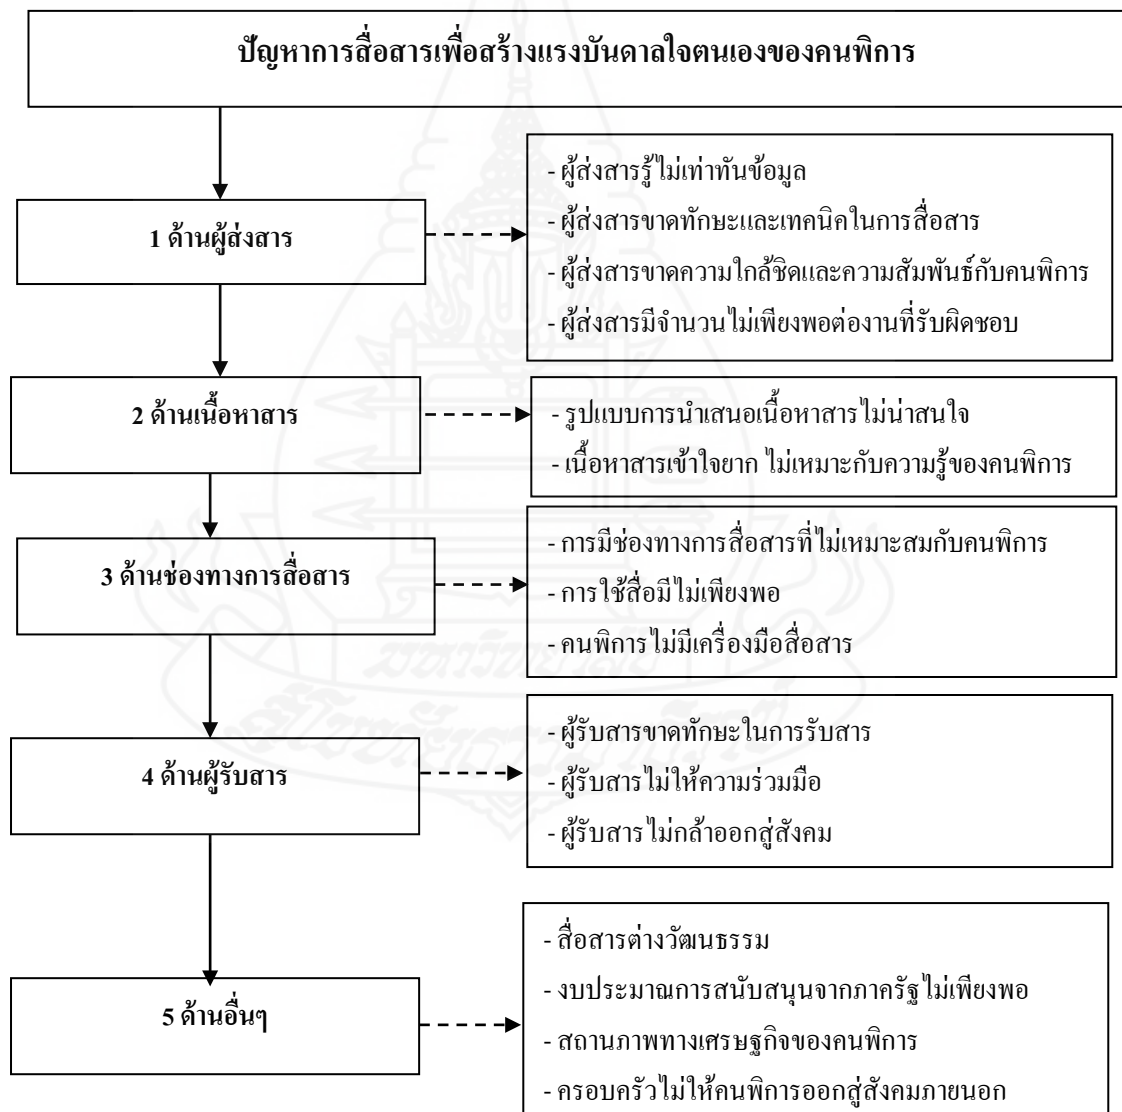 ปัญหาการสื่อสารเพื่อสร้างแรงบันดาลใจตนเองของคนพิการ
1 ด้านผู้ส่งสาร
- ผู้ส่งสารรู้ไม่เท่าทันข้อมูล
- ผู้ส่งสารขาดทักษะและเทคนิคในการสื่อสาร
- ผู้ส่งสารขาดความใกล้ชิดและความสัมพันธ์กับคนพิการ
- ผู้ส่งสารมีจำนวนไม่เพียงพอต่องานที่รับผิดชอบ
2 ด้านเนื้อหาสาร
- รูปแบบการนำเสนอเนื้อหาสารไม่น่าสนใจ
- เนื้อหาสารเข้าใจยาก ไม่เหมาะกับความรู้ของคนพิการ
3 ด้านช่องทางการสื่อสาร
- การมีช่องทางการสื่อสารที่ไม่เหมาะสมกับคนพิการ
- การใช้สื่อมีไม่เพียงพอ
- คนพิการไม่มีเครื่องมือสื่อสาร
4 ด้านผู้รับสาร
- ผู้รับสารขาดทักษะในการรับสาร
- ผู้รับสารไม่ให้ความร่วมมือ
- ผู้รับสารไม่กล้าออกสู่สังคม
5 ด้านอื่นๆ
- สื่อสารต่างวัฒนธรรม
- งบประมาณการสนับสนุนจากภาครัฐไม่เพียงพอ
- สถานภาพทางเศรษฐกิจของคนพิการ
- ครอบครัวไม่ให้คนพิการออกสู่สังคมภายนอก
มหาวิทยาลัย
สุโขทัยธรรมาธิราช